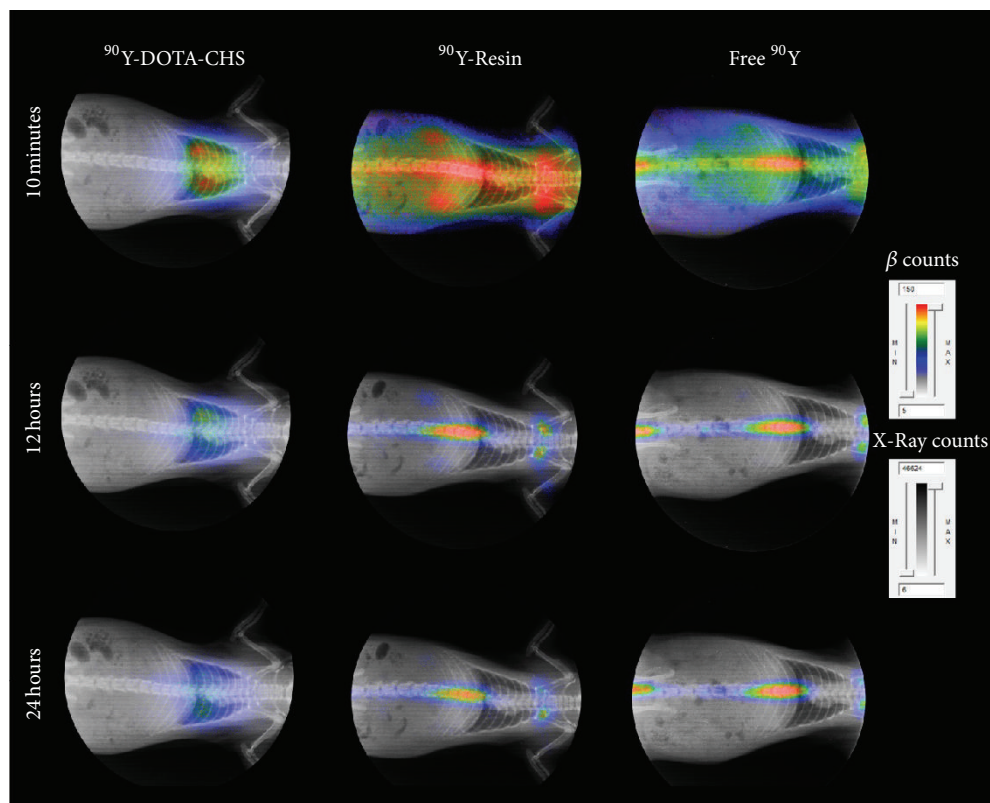 ⁹⁰Y-DOTA-CHS
⁹⁰Y-Resin
Free ⁹⁰Y
10 minutes
12 hours
24 hours
β counts
150
MIN
MAX
5
X-Ray counts
46624
MIN
MAX
6